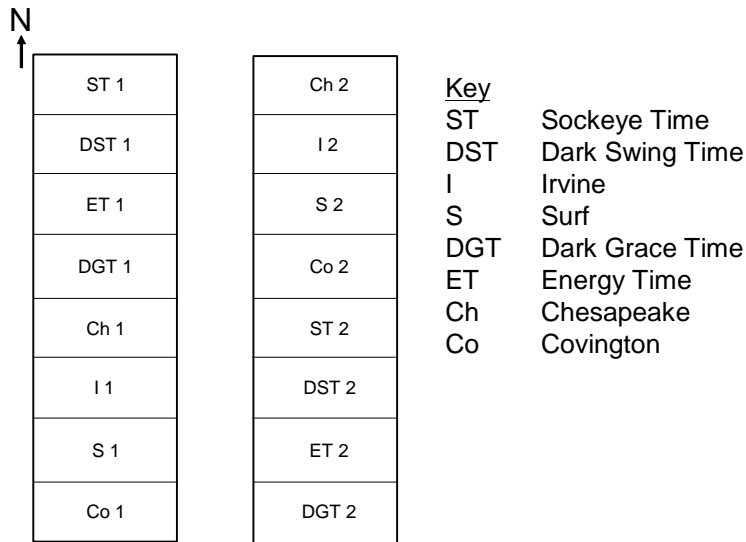 N
ST 1
DST 1
ET 1
DGT 1
Ch 1
I 1
S 1
Co 1
Ch 2
I 2
S 2
Co 2
ST 2
DST 2
ET 2
DGT 2
Key
ST Sockeye Time
DST Dark Swing Time
I Irvine
S Surf
DGT Dark Grace Time
ET Energy Time
Ch Chesapeake
Co Covington